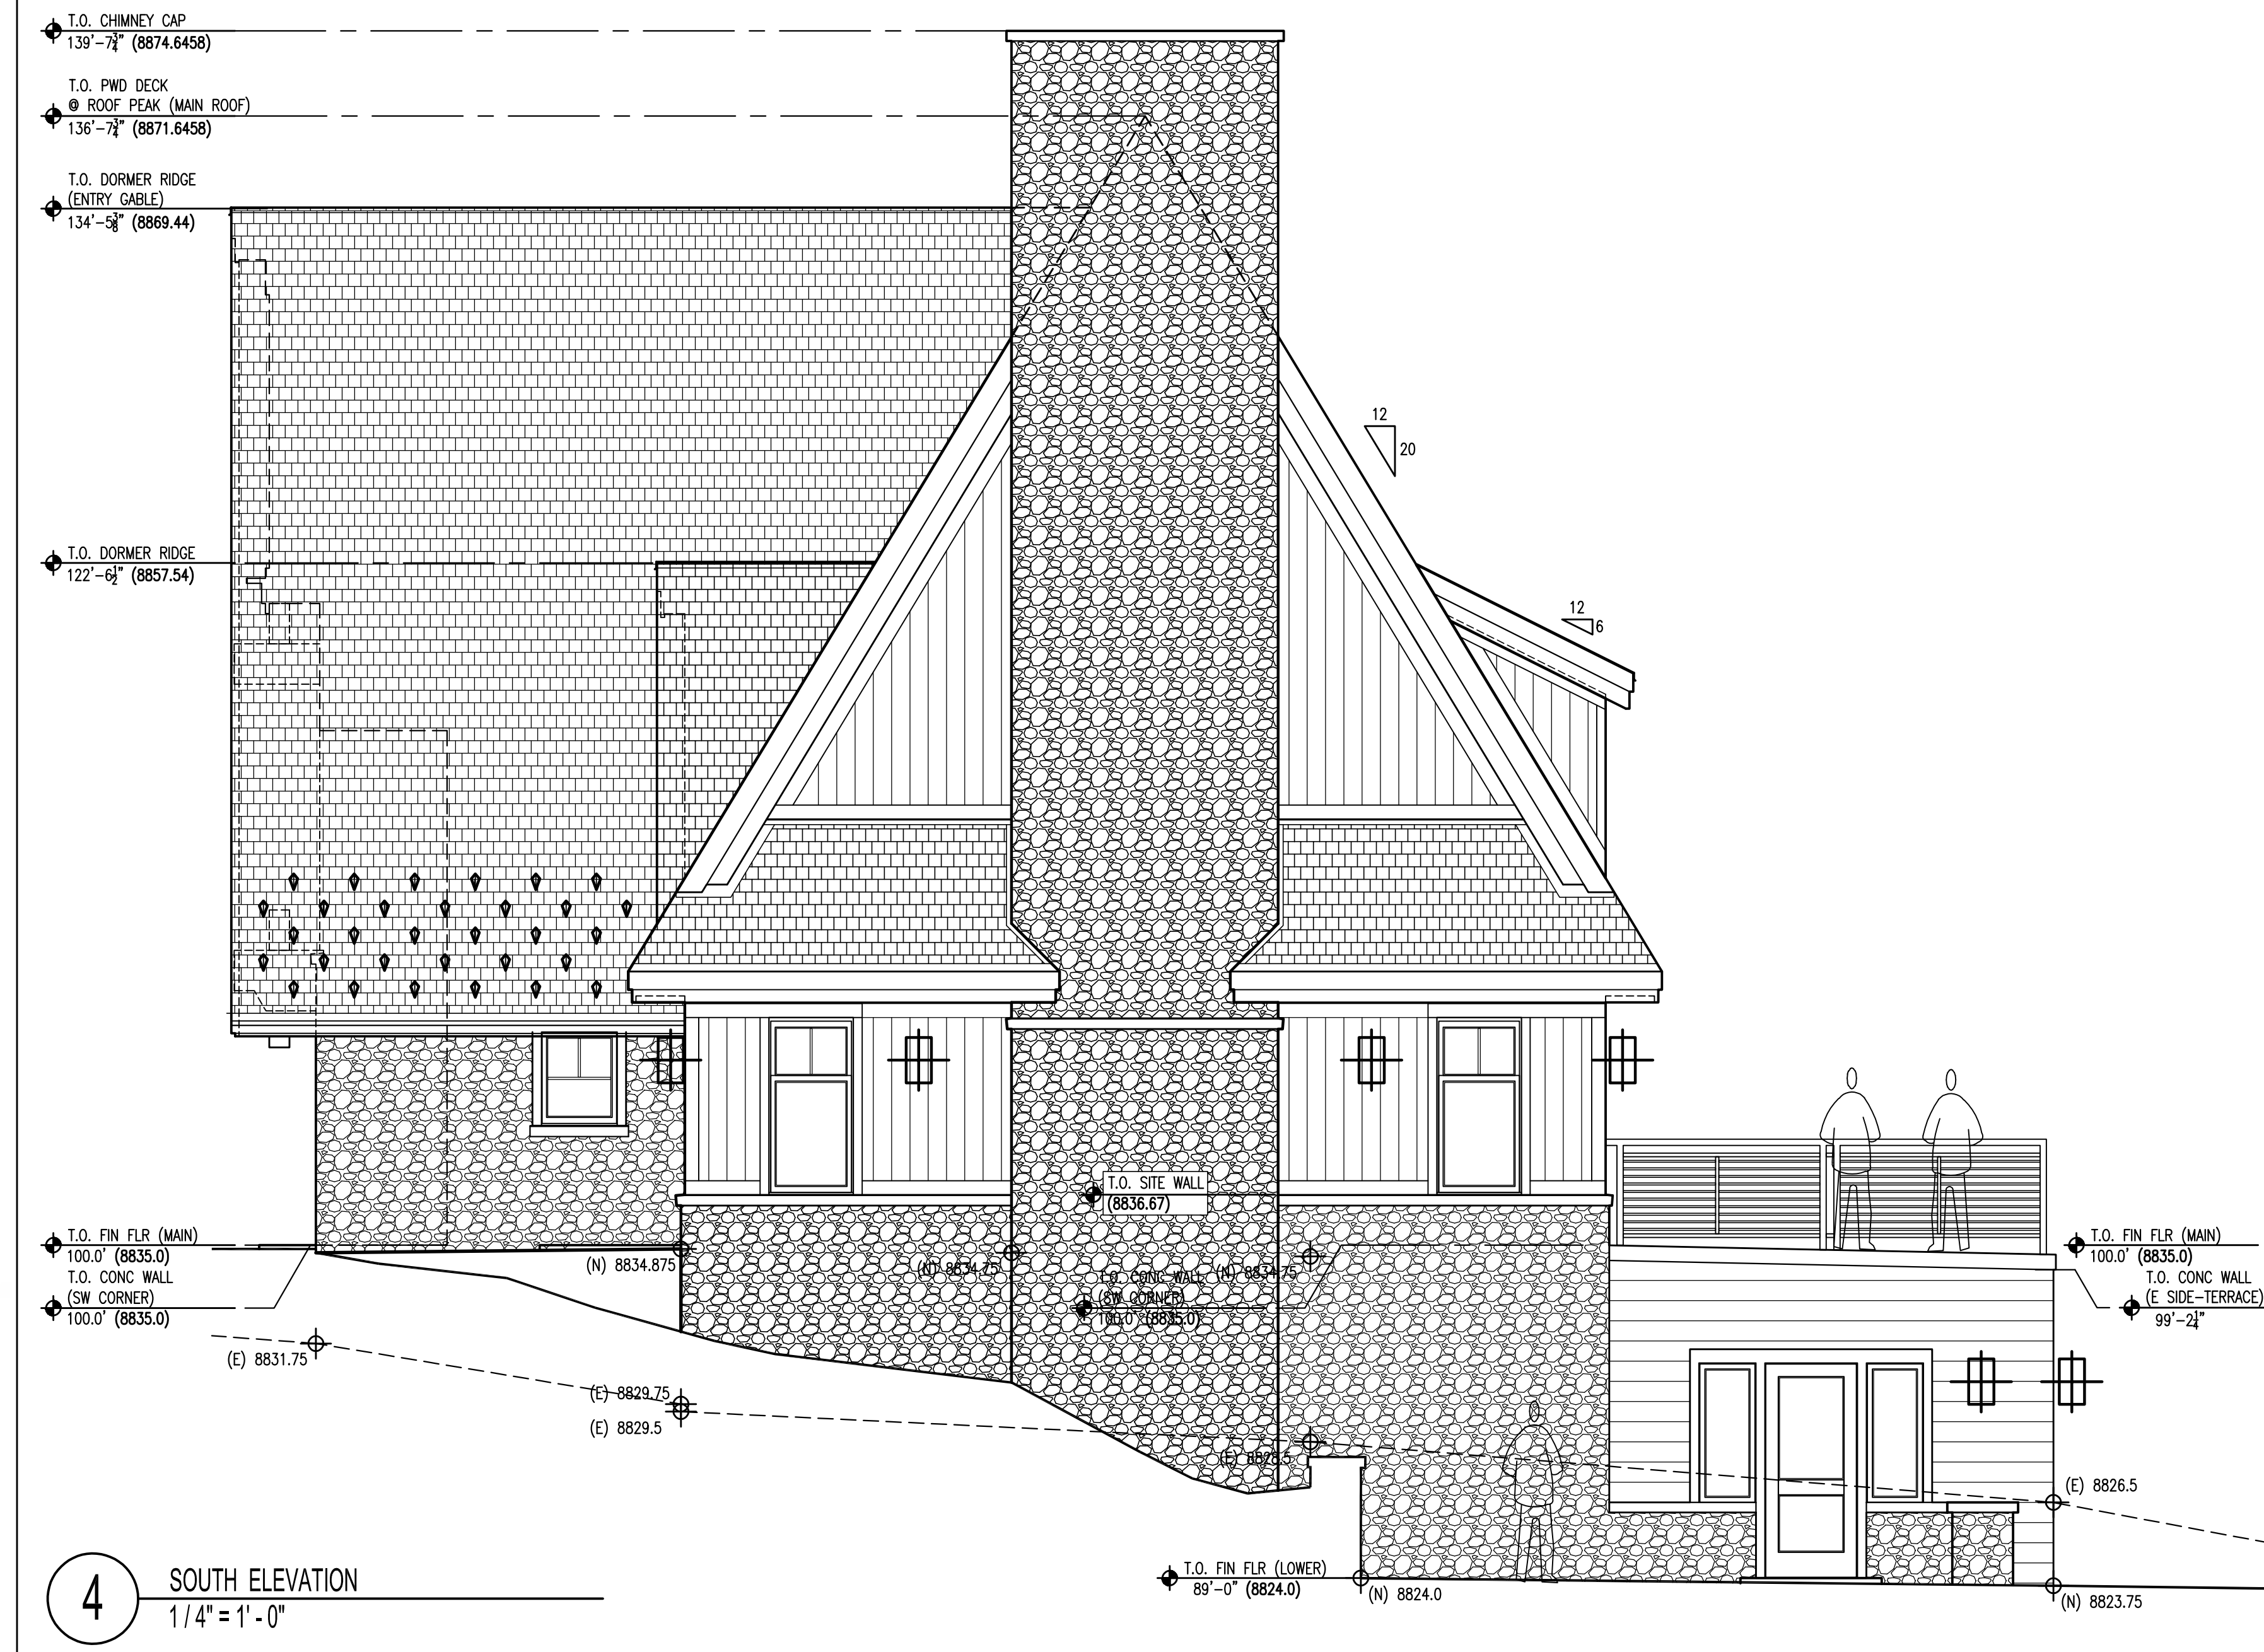 T.O. CHIMNEY CAP
139'-7¾" (8874.6458)
T.O. PWD DECK
@ ROOF PEAK (MAIN ROOF)
136'-7¾" (8871.6458)
T.O. DORMER RIDGE
(ENTRY GABLE)
134'-5⅜" (8869.44)
12
20
T.O. DORMER RIDGE
122'-6½" (8857.54)
12
6
T.O. SITE WALL
(8836.67)
T.O. FIN FLR (MAIN)
100.0' (8835.0)
T.O. CONC WALL
(SW CORNER)
100.0' (8835.0)
(N) 8834.875
(N) 8834.75
(N) 8834.75
T.O. CONC WALL
(SW CORNER)
100.0' (8835.0)
T.O. FIN FLR (MAIN)
100.0' (8835.0)
T.O. CONC WALL
(E SIDE-TERRACE)
99'-2¼"
(E) 8831.75
(E) 8829.75
(E) 8829.5
(E) 8828.5
(E) 8826.5
T.O. FIN FLR (LOWER)
89'-0" (8824.0)
(N) 8824.0
(N) 8823.75
4
SOUTH ELEVATION
1/4" = 1'-0"